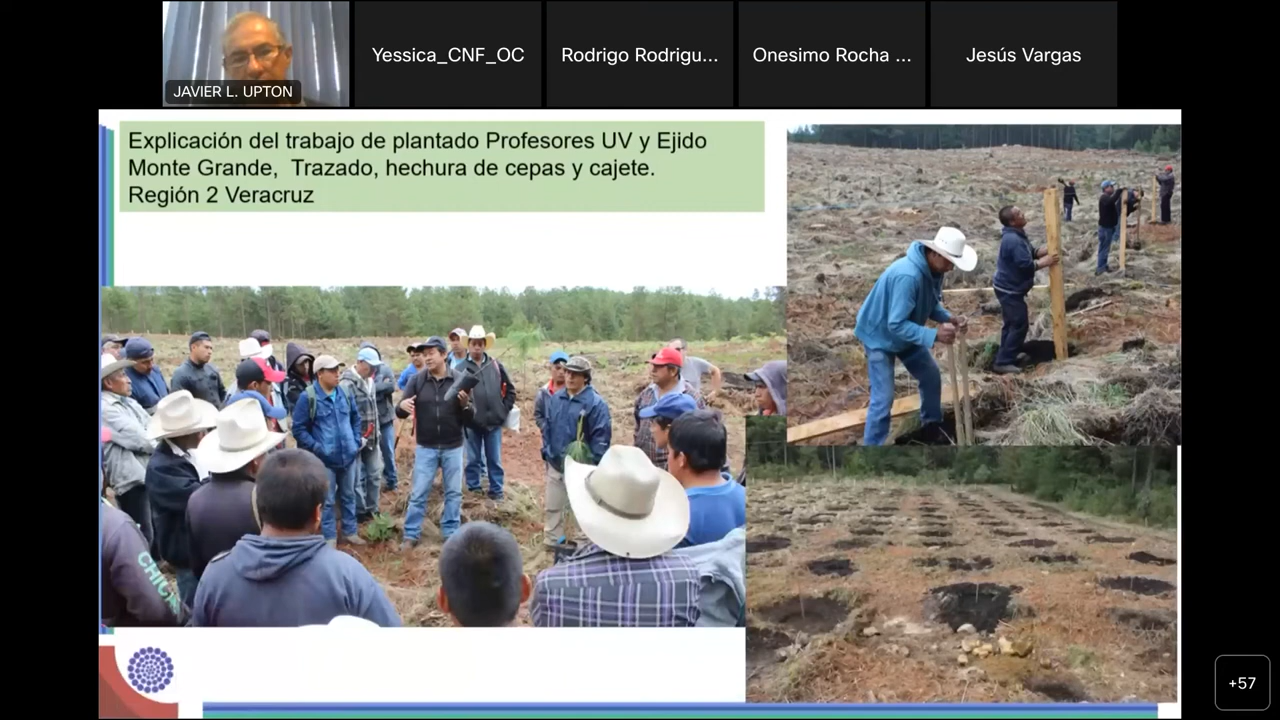 Yessica_CNF_OC
Rodrigo Rodrigu...
Onesimo Rocha ...
Jesús Vargas
JAVIER L. UPTON
Explicación del trabajo de plantado Profesores UV y Ejido
Monte Grande, Trazado, hechura de cepas y cajete.
Región 2 Veracruz
+57